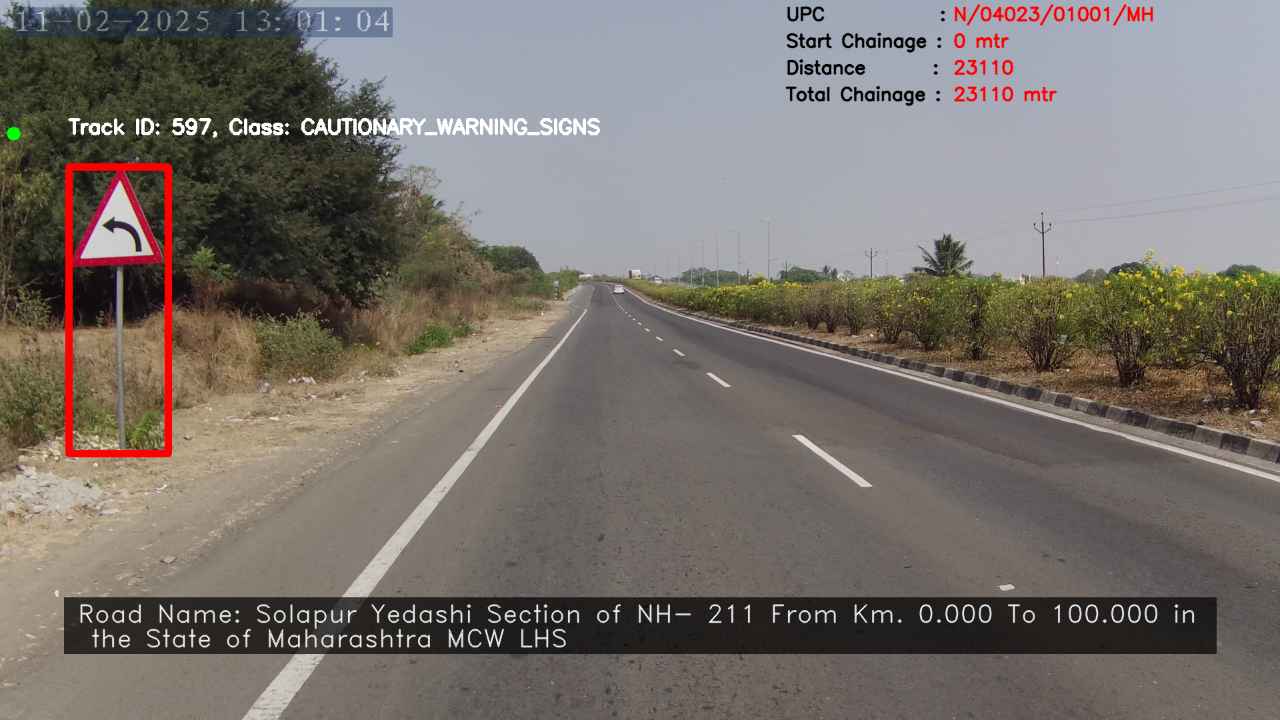 11-02-2025 13:01:04
UPC : N/04023/01001/MH
Start Chainage : 0 mtr
Distance : 23110
Total Chainage : 23110 mtr
Track ID: 597, Class: CAUTIONARY_WARNING_SIGNS
Road Name: Solapur Yedashi Section of NH- 211 From Km. 0.000 To 100.000 in
the State of Maharashtra MCW LHS